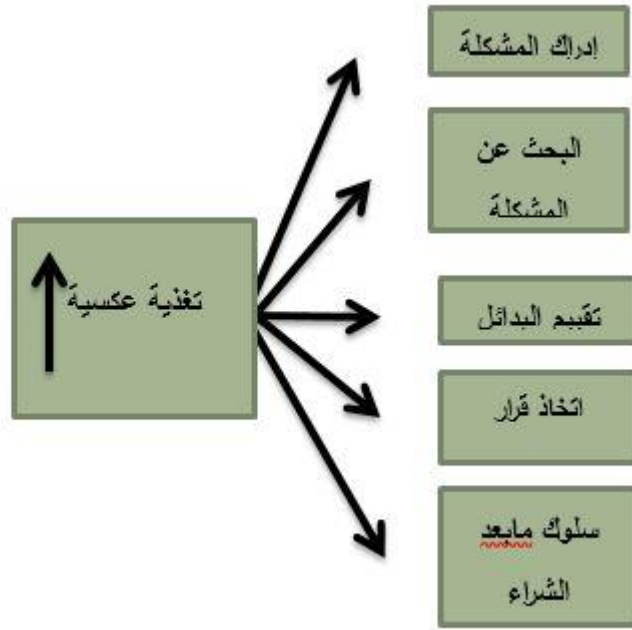 إدراك المشكلة
البحث عن
المشكلة
تغذية عكسية
تقييم البدائل
اتخاذ قرار
سلوك مابعد
الشراء